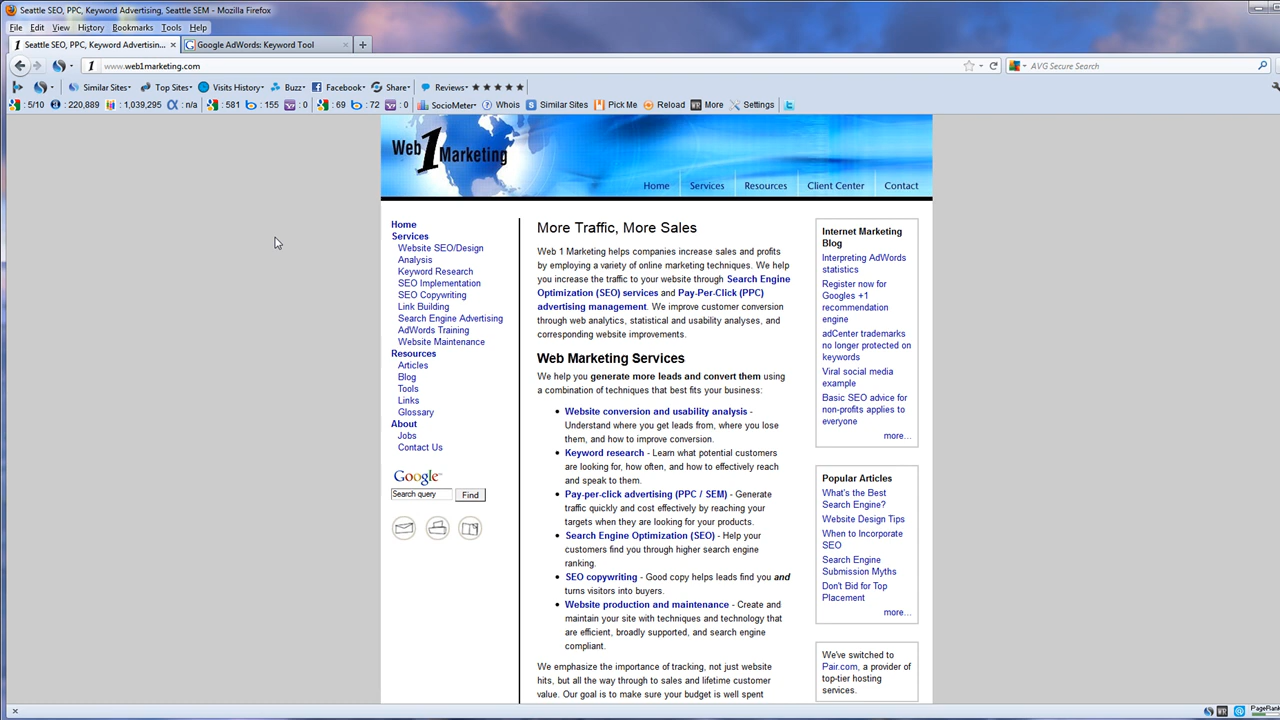 Seattle SEO, PPC, Keyword Advertising, Seattle SEM - Mozilla Firefox
File Edit View History Bookmarks Tools Help
1 Seattle SEO, PPC, Keyword Advertisin... × Google AdWords: Keyword Tool × +
1 www.web1marketing.com AVG Secure Search
Similar Sites Top Sites Visits History Buzz Facebook Share Reviews
: 5/10 : 220,889 : 1,039,295 : n/a : 581 : 155 : 0 : 69 : 72 : 0 SocioMeter Whois Similar Sites Pick Me Reload More Settings
Web 1 Marketing
Home Services Resources Client Center Contact
Home
Services
Website SEO/Design
Analysis
Keyword Research
SEO Implementation
SEO Copywriting
Link Building
Search Engine Advertising
AdWords Training
Website Maintenance
Resources
Articles
Blog
Tools
Links
Glossary
About
Jobs
Contact Us
Google™
Search query Find
More Traffic, More Sales
Web 1 Marketing helps companies increase sales and profits
by employing a variety of online marketing techniques. We help
you increase the traffic to your website through Search Engine
Optimization (SEO) services and Pay-Per-Click (PPC)
advertising management. We improve customer conversion
through web analytics, statistical and usability analyses, and
corresponding website improvements.
Web Marketing Services
We help you generate more leads and convert them using
a combination of techniques that best fits your business:
• Website conversion and usability analysis -
Understand where you get leads from, where you lose
them, and how to improve conversion.
• Keyword research - Learn what potential customers
are looking for, how often, and how to effectively reach
and speak to them.
• Pay-per-click advertising (PPC / SEM) - Generate
traffic quickly and cost effectively by reaching your
targets when they are looking for your products.
• Search Engine Optimization (SEO) - Help your
customers find you through higher search engine
ranking.
• SEO copywriting - Good copy helps leads find you and
turns visitors into buyers.
• Website production and maintenance - Create and
maintain your site with techniques and technology that
are efficient, broadly supported, and search engine
compliant.
We emphasize the importance of tracking, not just website
hits, but all the way through to sales and lifetime customer
value. Our goal is to make sure your budget is well spent
Internet Marketing
Blog
Interpreting AdWords
statistics
Register now for
Googles +1
recommendation
engine
adCenter trademarks
no longer protected on
keywords
Viral social media
example
Basic SEO advice for
non-profits applies to
everyone
more...
Popular Articles
What's the Best
Search Engine?
Website Design Tips
When to Incorporate
SEO
Search Engine
Submission Myths
Don't Bid for Top
Placement
more...
We've switched to
Pair.com, a provider of
top-tier hosting
services.
× WR PageRank